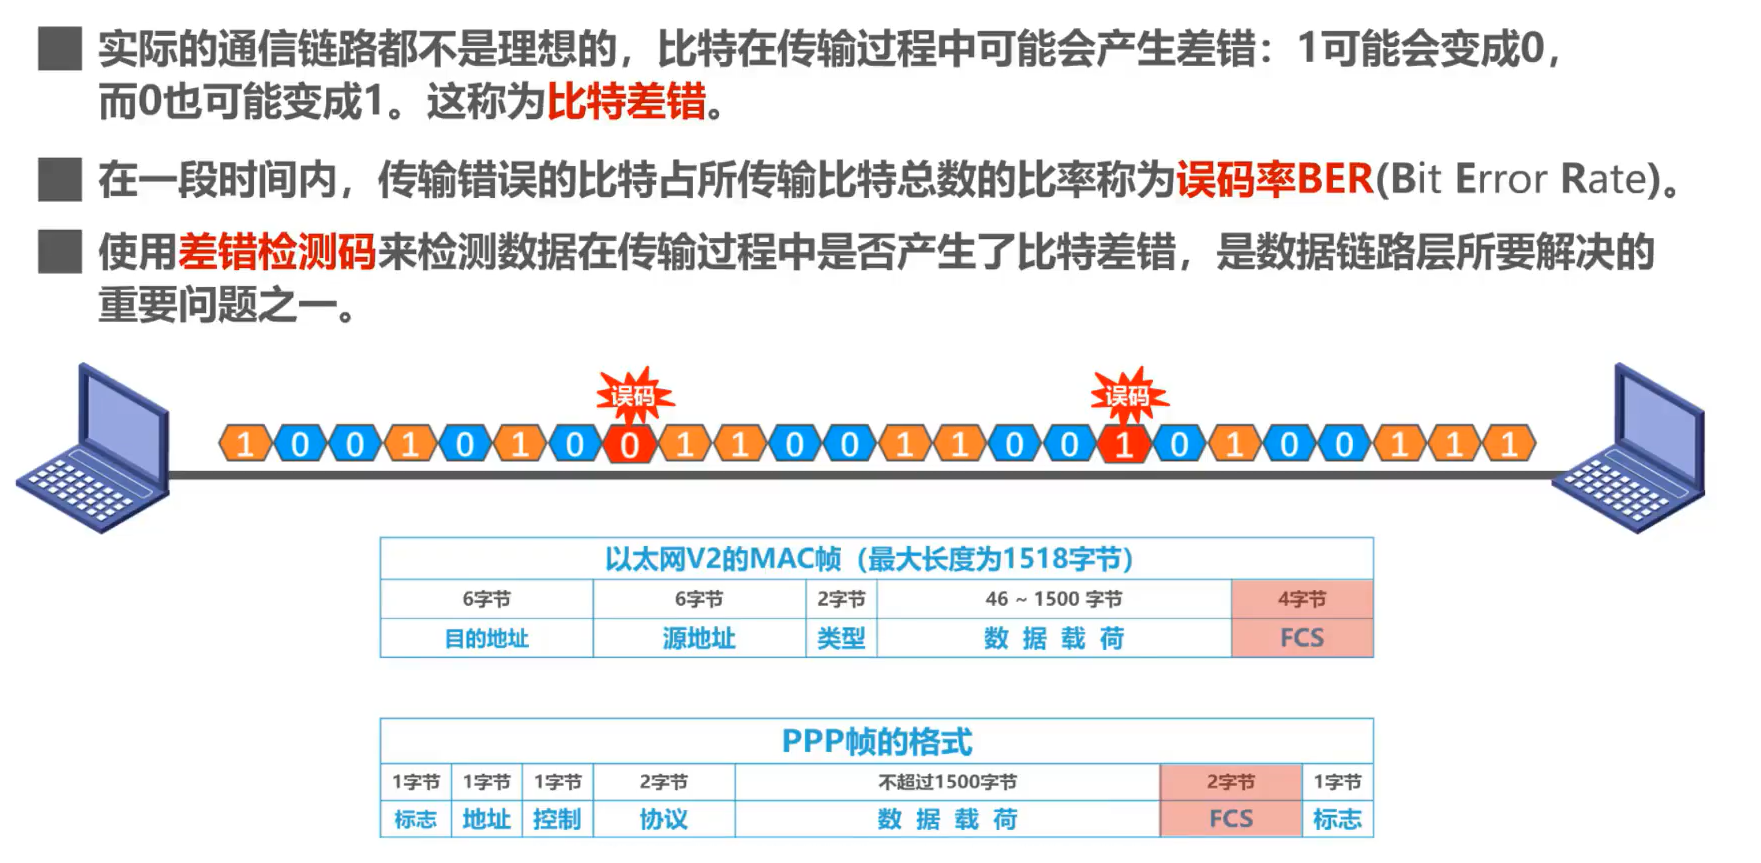 实际的通信链路都不是理想的，比特在传输过程中可能会产生差错：1可能会变成0，
而0也可能变成1。这称为比特差错。
在一段时间内，传输错误的比特占所传输比特总数的比率称为误码率BER(Bit Error Rate)。
使用差错检测码来检测数据在传输过程中是否产生了比特差错，是数据链路层所要解决的
重要问题之一。
误码 误码
1 0 0 1 0 1 0 0 1 1 0 0 1 1 0 0 1 0 1 0 0 1 1 1
以太网V2的MAC帧（最大长度为1518字节）
6字节 6字节 2字节 46 ~ 1500 字节 4字节
目的地址 源地址 类型 数 据 载 荷 FCS
PPP帧的格式
1字节 1字节 1字节 2字节 不超过1500字节 2字节 1字节
标志 地址 控制 协议 数 据 载 荷 FCS 标志